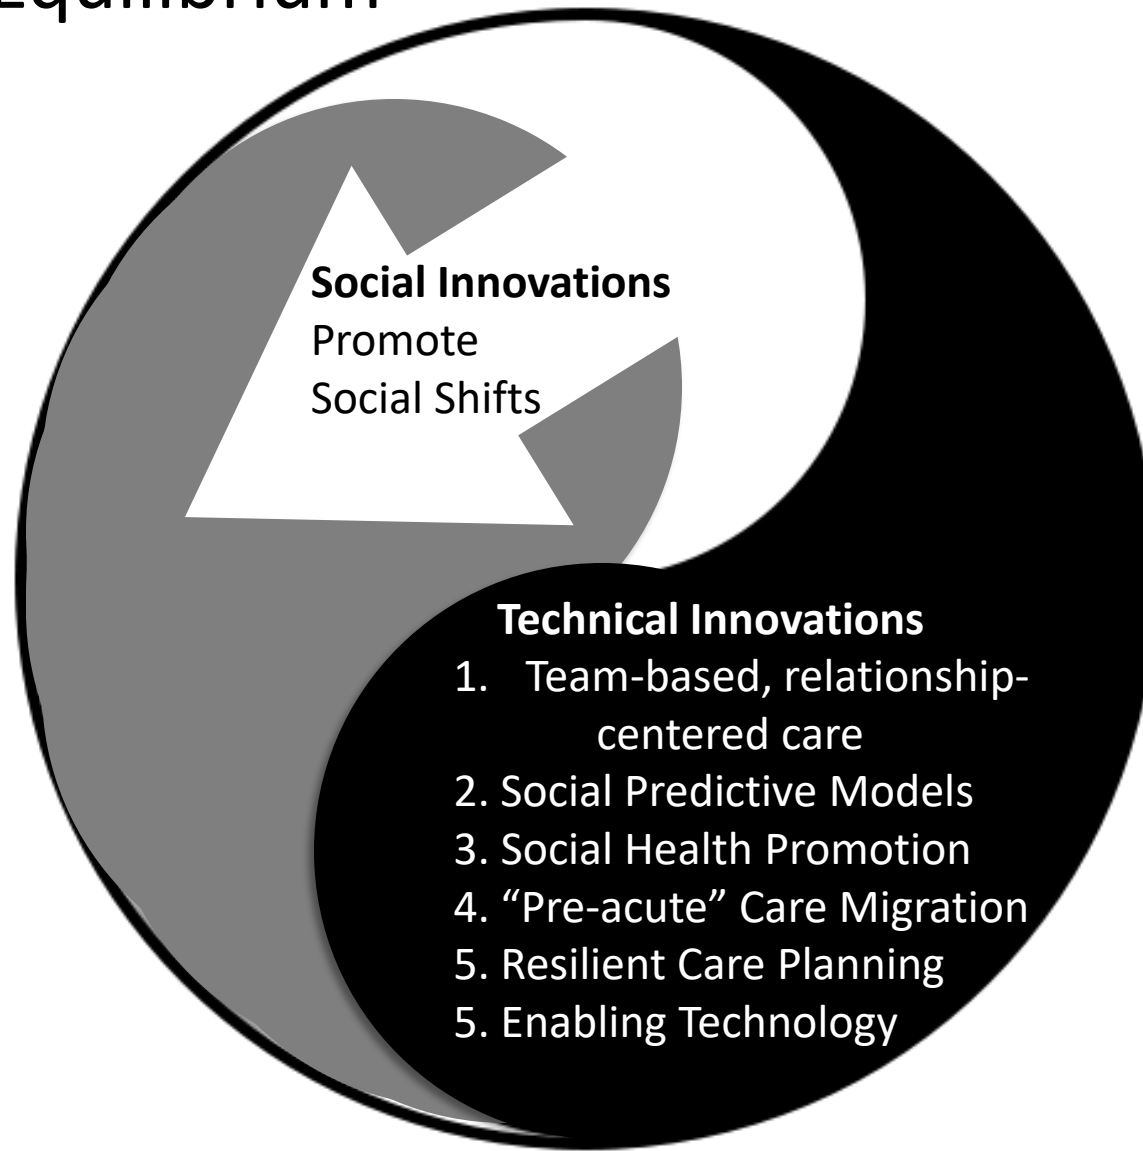 Equilibrium
Social Innovations
Promote
Social Shifts
Technical Innovations
1. Team-based, relationship-
centered care
2. Social Predictive Models
3. Social Health Promotion
4. “Pre-acute” Care Migration
5. Resilient Care Planning
5. Enabling Technology